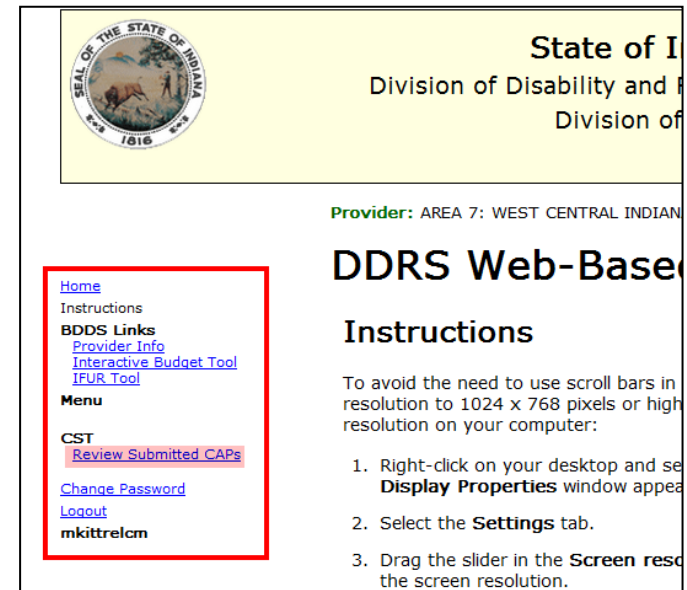 SEAL OF THE STATE OF INDIANA
1816
State of I
Division of Disability and
Division of
Provider: AREA 7: WEST CENTRAL INDIAN
DDRS Web-Based
Home
Instructions
BDDS Links
Provider Info
Interactive Budget Tool
IFUR Tool
Menu
CST
Review Submitted CAPs
Change Password
Logout
mkittrelcm
Instructions
To avoid the need to use scroll bars in
resolution to 1024 x 768 pixels or high
resolution on your computer:
1. Right-click on your desktop and se
Display Properties window appea
2. Select the Settings tab.
3. Drag the slider in the Screen reso
the screen resolution.